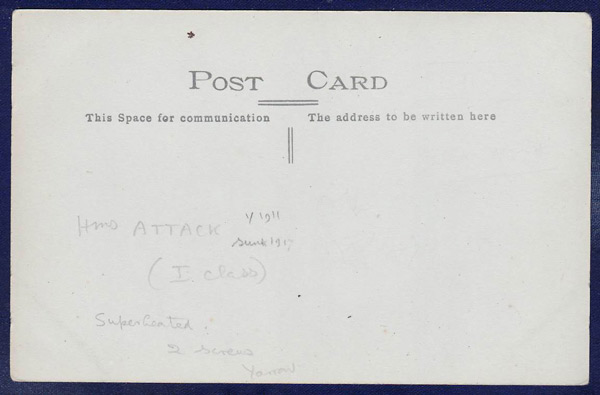 POST CARD
This Space for communication The address to be written here
HMS ATTACK Y 1911
sunk 1917
(I. class)
Superheated.
2 screws
Yarrow